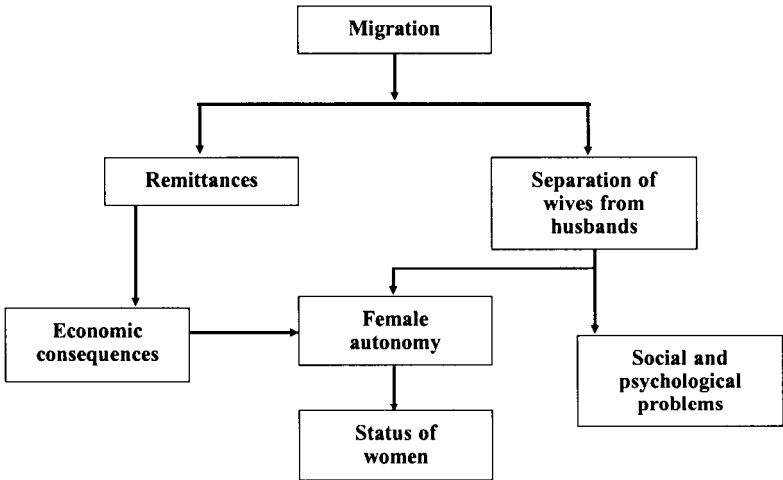 Migration
Remittances
Separation of
wives from
husbands
Economic
consequences
Female
autonomy
Social and
psychological
problems
Status of
women